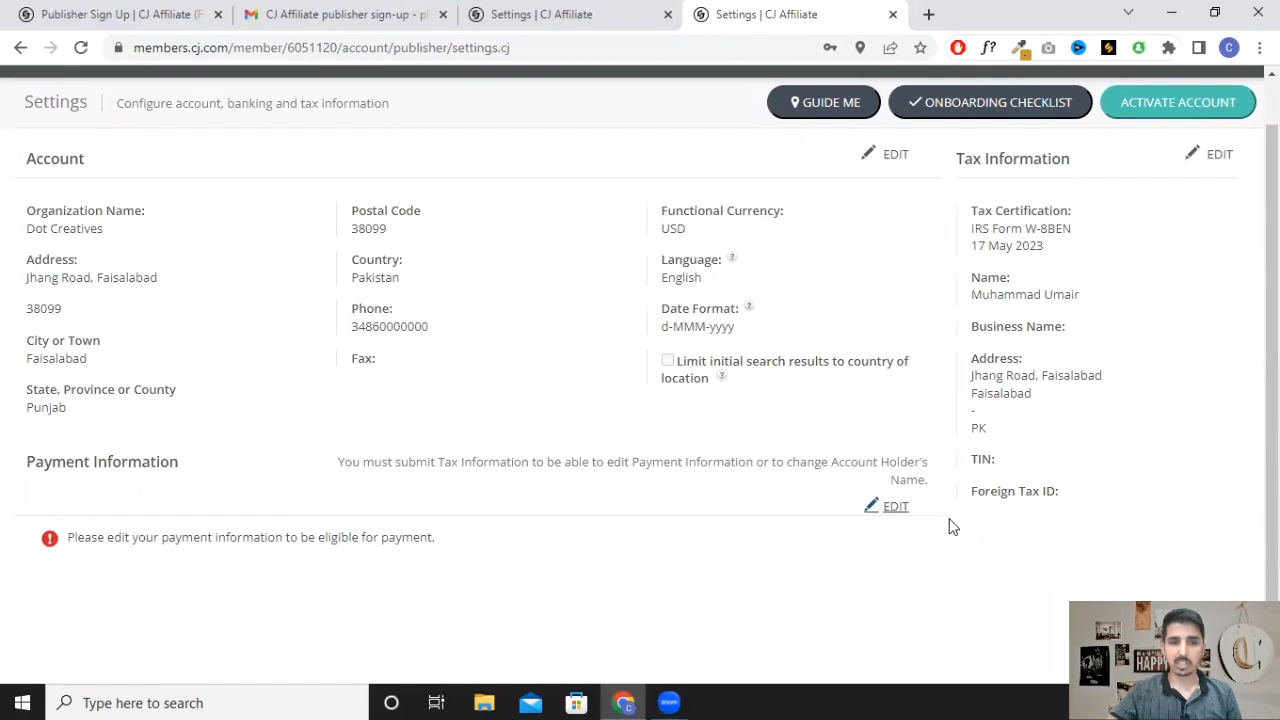 Publisher Sign Up | CJ Affiliate (F
CJ Affiliate publisher sign-up - pl
Settings | CJ Affiliate
Settings | CJ Affiliate
members.cj.com/member/6051120/account/publisher/settings.cj
f?
C
Settings
Configure account, banking and tax information
GUIDE ME
ONBOARDING CHECKLIST
ACTIVATE ACCOUNT
Account
EDIT
Organization Name:
Dot Creatives
Address:
Jhang Road, Faisalabad
38099
City or Town
Faisalabad
State, Province or County
Punjab
Postal Code
38099
Country:
Pakistan
Phone:
34860000000
Fax:
Functional Currency:
USD
Language: ?
English
Date Format: ?
d-MMM-yyyy
Limit initial search results to country of
location ?
Tax Information
EDIT
Tax Certification:
IRS Form W-8BEN
17 May 2023
Name:
Muhammad Umair
Business Name:
Address:
Jhang Road, Faisalabad
Faisalabad
-
PK
TIN:
Foreign Tax ID:
Payment Information
You must submit Tax Information to be able to edit Payment Information or to change Account Holder's
Name.
EDIT
Please edit your payment information to be eligible for payment.
HAPPY
Type here to search
zoom